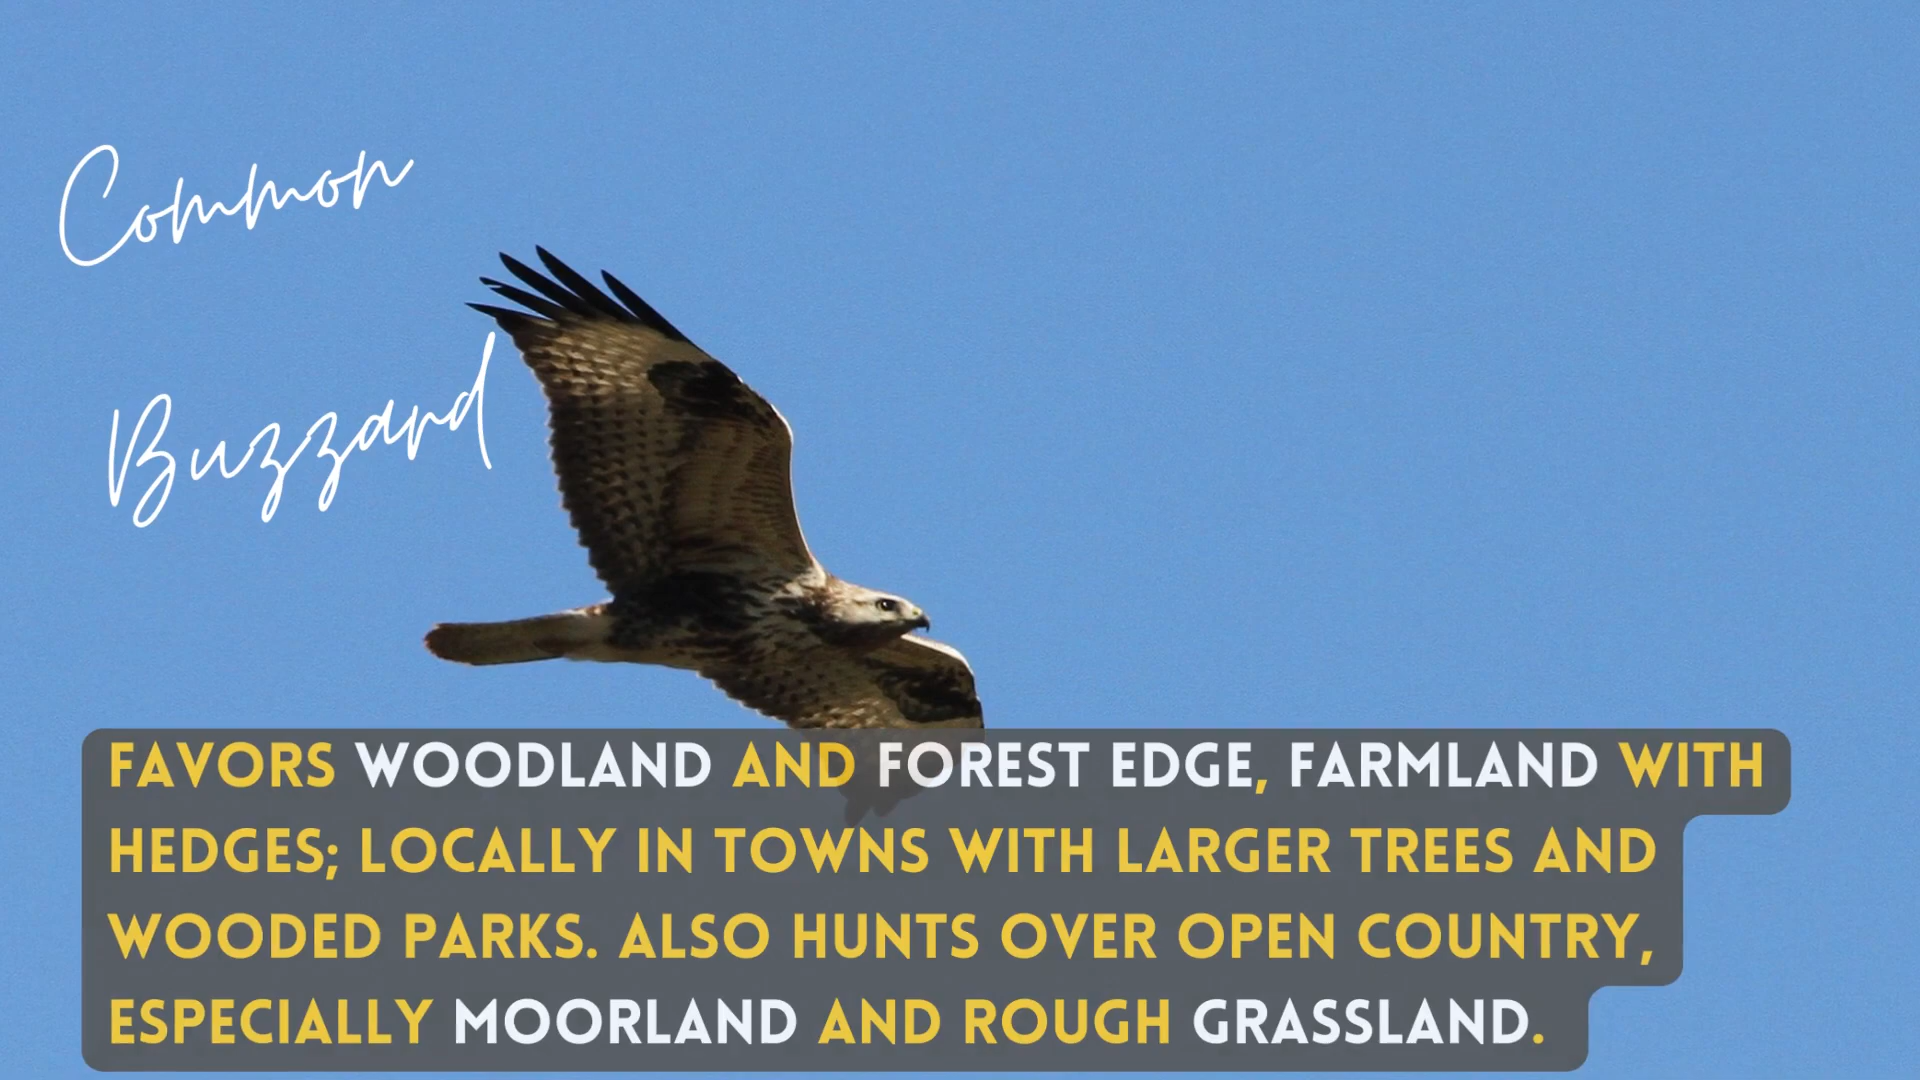 Common
Buzzard
FAVORS WOODLAND AND FOREST EDGE, FARMLAND WITH
HEDGES; LOCALLY IN TOWNS WITH LARGER TREES AND
WOODED PARKS. ALSO HUNTS OVER OPEN COUNTRY,
ESPECIALLY MOORLAND AND ROUGH GRASSLAND.